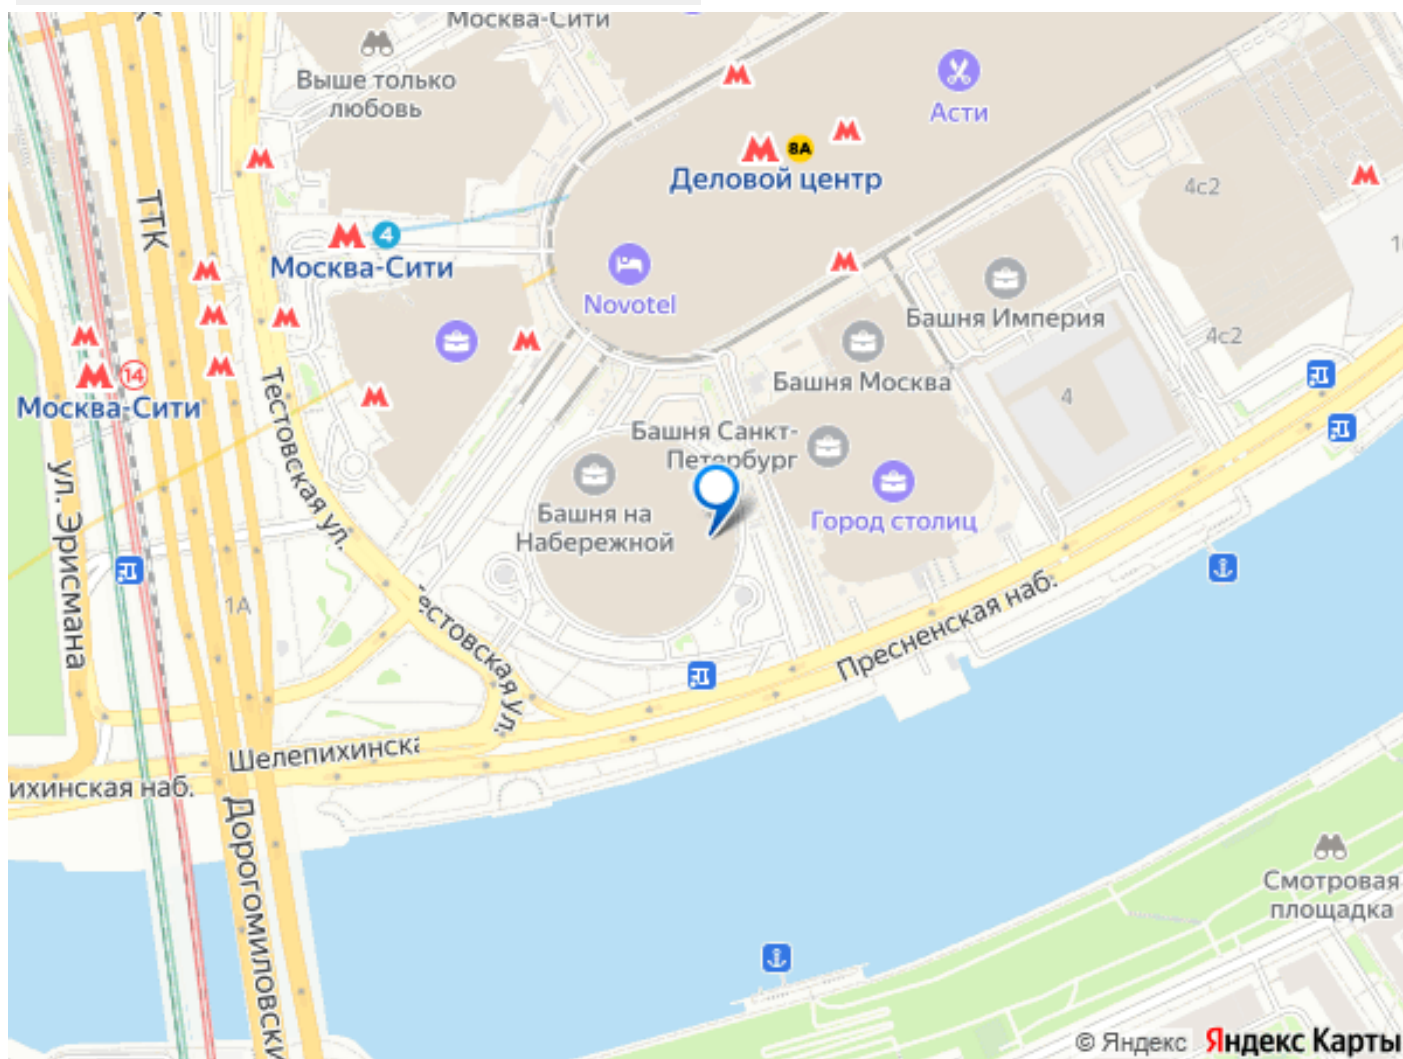 Москва-Сити
Выше только
любовь
Асти
8А
Деловой центр
4с2
ТТК
4
Москва-Сити
Novotel
Башня Империя
4с2
14
Москва-Сити
Башня Москва
4
Тестовская ул.
Башня Санкт-
Петербург
ул. Эрисмана
Башня на
Набережной
Город столиц
1А
Тестовская ул.
Пресненская наб.
Шелепихинска
ихинская наб.
Дорогомиловски
Смотровая
площадка
© Яндекс Яндекс Карты